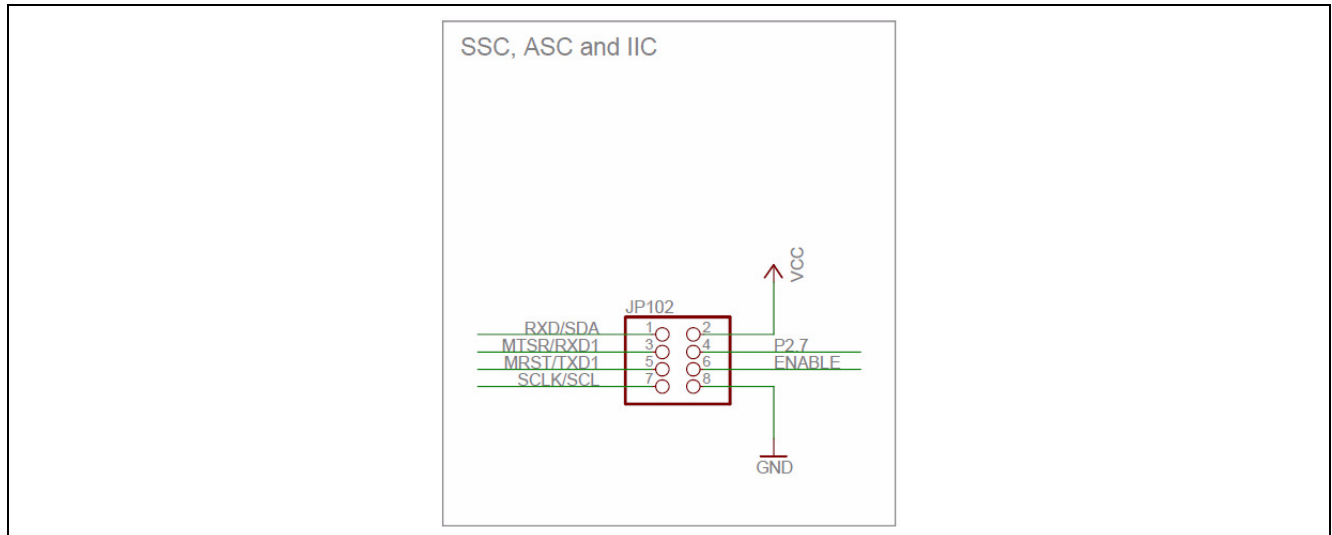 SSC, ASC and IIC
VCC
JP102
RXD/SDA 1 2
MTSR/RXD1 3 4 P2.7
MRST/TXD1 5 6 ENABLE
SCLK/SCL 7 8
GND